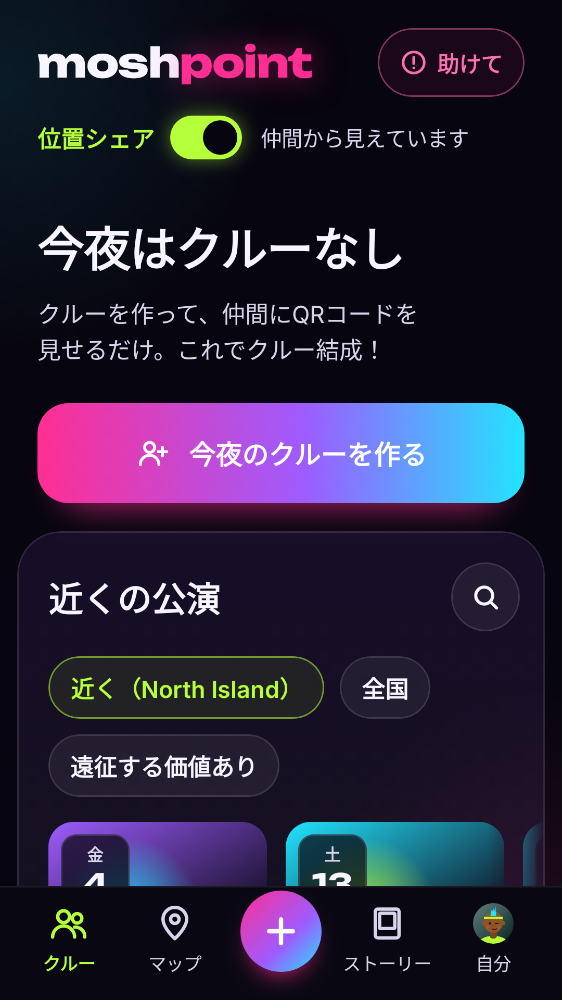 moshpoint
助けて
位置シェア
仲間から見えています
今夜はクルーなし
クルーを作って、仲間にQRコードを
見せるだけ。これでクルー結成！
今夜のクルーを作る
近くの公演
近く（North Island）
全国
遠征する価値あり
金
4
土
13
クルー
マップ
ストーリー
自分